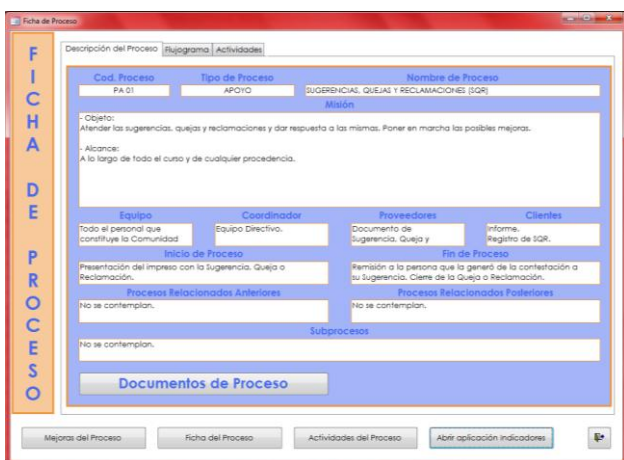 Ficha de Proceso
FICHA DE PROCESO
Descripción del Proceso Flujograma Actividades
Cod. Proceso Tipo de Proceso Nombre de Proceso
PA 01 APOYO SUGERENCIAS, QUEJAS Y RECLAMACIONES (SQR)
Misión
- Objeto:
Atender las sugerencias, quejas y reclamaciones y dar respuesta a las mismas. Poner en marcha las posibles mejoras.
- Alcance:
A lo largo de todo el curso y de cualquier procedencia.
Equipo Coordinador Proveedores Clientes
Todo el personal que Equipo Directivo. Documento de Informe.
constituye la Comunidad Sugerencia, Queja y Registro de SQR.
Inicio de Proceso Fin de Proceso
Presentación del impreso con la Sugerencia, Queja o Remisión a la persona que la generó de la contestación a
Reclamación. su Sugerencia. Cierre de la Queja o Reclamación.
Procesos Relacionados Anteriores Procesos Relacionados Posteriores
No se contemplan. No se contemplan.
Subprocesos
No se contemplan.
Documentos de Proceso
Mejoras del Proceso Ficha del Proceso Actividades del Proceso Abrir aplicación Indicadores